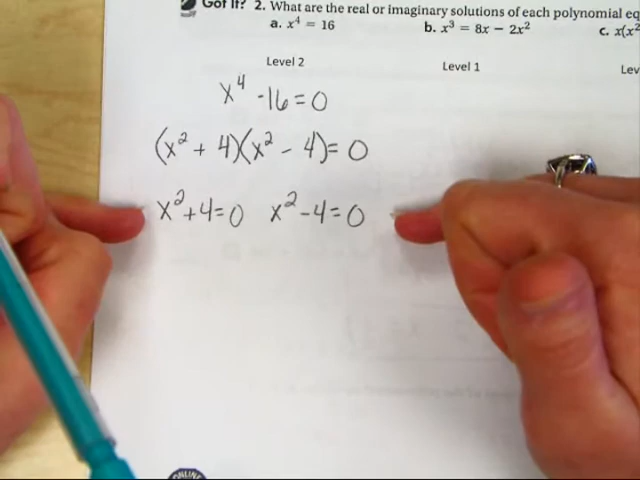 Got It? 2. What are the real or imaginary solutions of each polynomial eq
a. x⁴ = 16 b. x³ = 8x − 2x² c. x(x²
Level 2 Level 1 Lev
x⁴ - 16 = 0
(x² + 4)(x² - 4) = 0
x² + 4 = 0 x² - 4 = 0
ONLINE